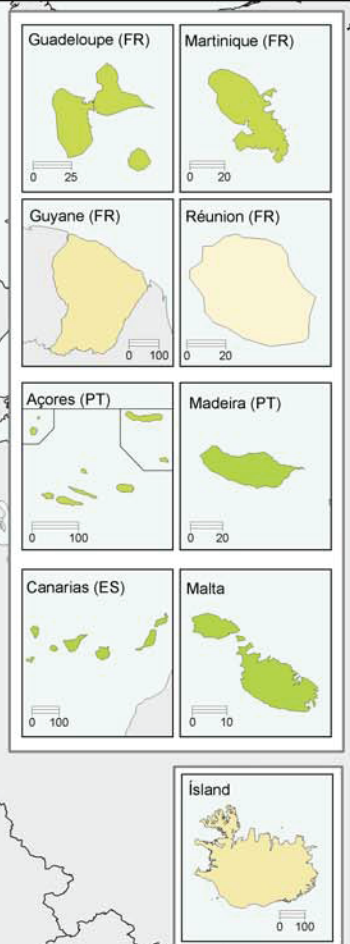 Guadeloupe (FR)
0 25
Martinique (FR)
0 20
Guyane (FR)
0 100
Réunion (FR)
0 20
Açores (PT)
0 100
Madeira (PT)
0 20
Canarias (ES)
0 100
Malta
0 10
Ísland
0 100